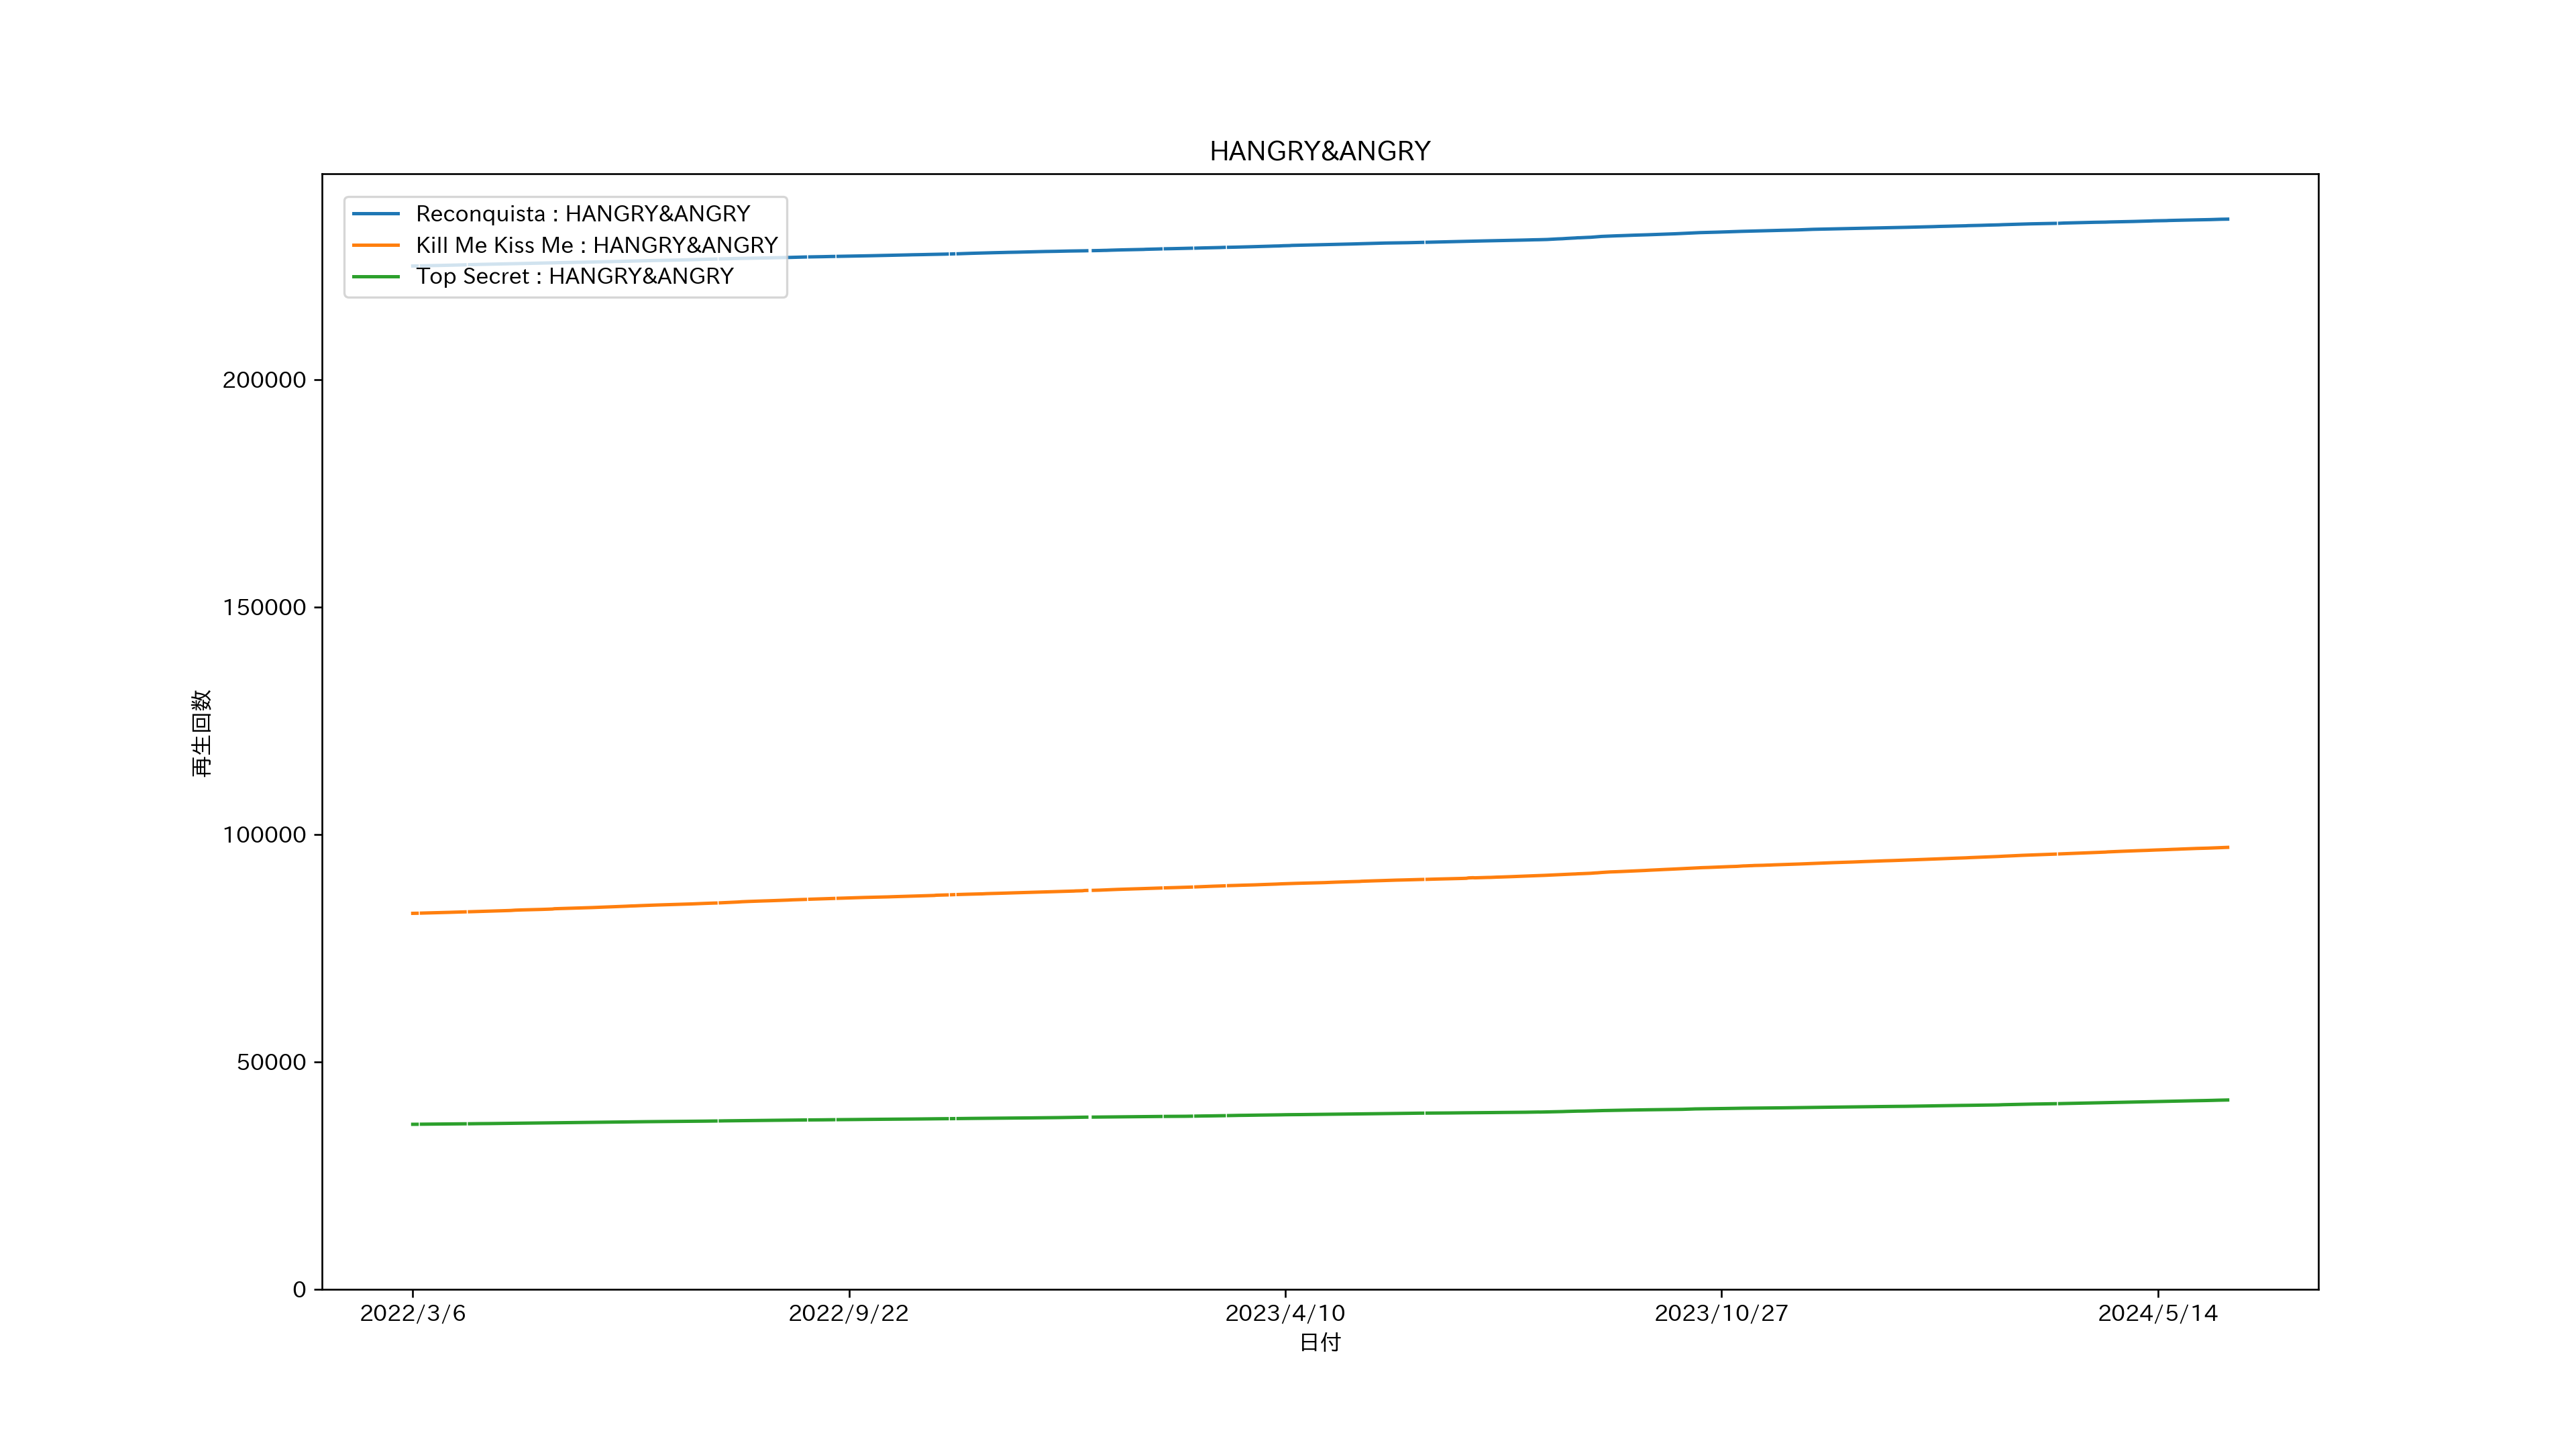 HANGRY&ANGRY
Reconquista : HANGRY&ANGRY
Kill Me Kiss Me : HANGRY&ANGRY
Top Secret : HANGRY&ANGRY
200000
150000
100000
50000
0
再生回数
2022/3/6
2022/9/22
2023/4/10
2023/10/27
2024/5/14
日付